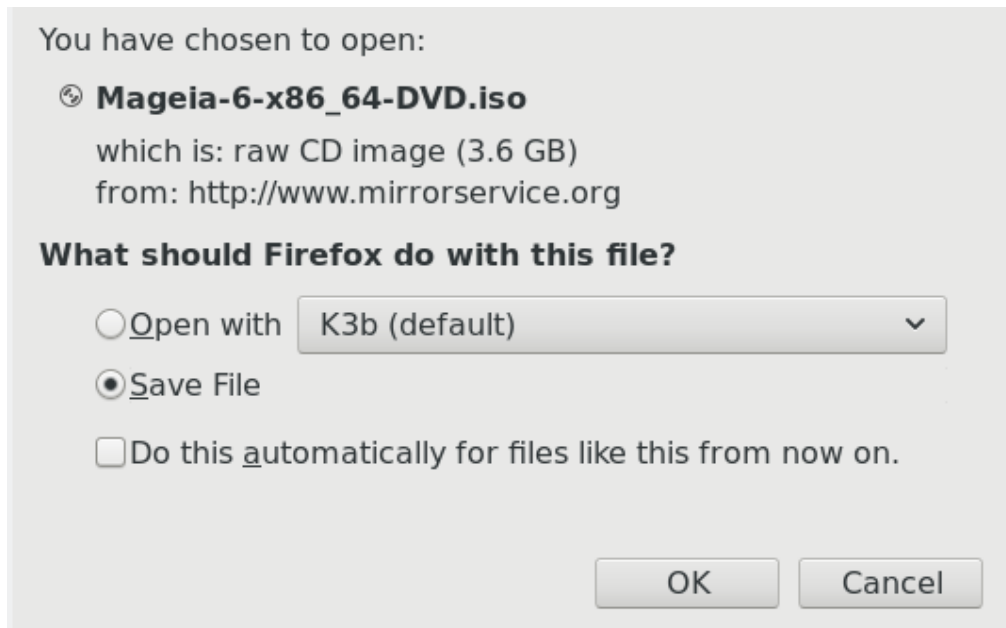 You have chosen to open:
Mageia-6-x86_64-DVD.iso
which is: raw CD image (3.6 GB)
from: http://www.mirrorservice.org
What should Firefox do with this file?
Open with K3b (default)
Save File
Do this automatically for files like this from now on.
OK Cancel